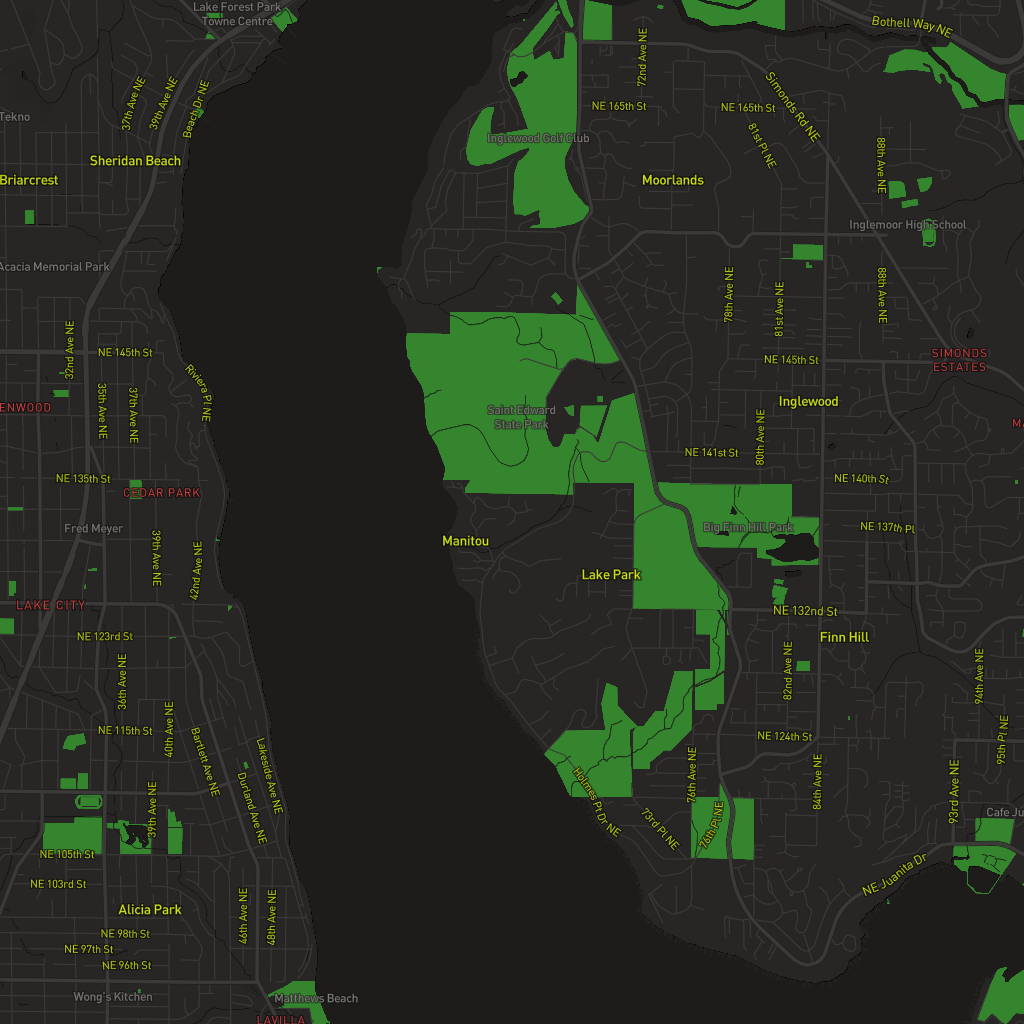 Lake Forest Park
Towne Centre
Bothell Way NE
72nd Ave NE
Simonds Rd NE
37th Ave NE
39th Ave NE
Beach Dr NE
NE 165th St
NE 165th St
Tekno
81st Pl NE
Inglewood Golf Club
88th Ave NE
Sheridan Beach
Briarcrest
Moorlands
Inglemoor High School
Acacia Memorial Park
78th Ave NE
81st Ave NE
88th Ave NE
32nd Ave NE
NE 145th St
NE 145th St
SIMONDS
ESTATES
Riviera Pl NE
35th Ave NE
37th Ave NE
Inglewood
ENWOOD
Saint Edward
State Park
80th Ave NE
MA
NE 141st St
NE 135th St
NE 140th St
CEDAR PARK
Fred Meyer
Big Finn Hill Park
NE 137th Pl
39th Ave NE
42nd Ave NE
Manitou
Lake Park
LAKE CITY
NE 132nd St
NE 123rd St
Finn Hill
36th Ave NE
82nd Ave NE
94th Ave NE
40th Ave NE
NE 115th St
NE 124th St
95th Pl NE
Bartlett Ave NE
Lakeside Ave NE
Durland Ave NE
39th Ave NE
Holmes Pt Dr NE
76th Ave NE
84th Ave NE
93rd Ave NE
73rd Pl NE
76th Pl NE
Cafe Ju
NE 105th St
NE Juanita Dr
NE 103rd St
Alicia Park
46th Ave NE
48th Ave NE
NE 98th St
NE 97th St
NE 96th St
Wong's Kitchen
Matthews Beach
LAVILLA